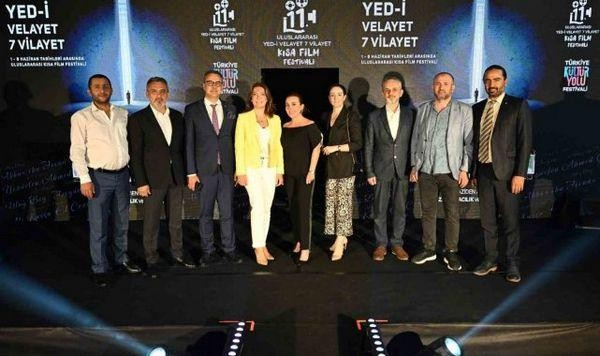 YED-İ
VELAYET
7 VİLAYET
1 - 8 HAZİRAN TARİHLERİ ARASINDA
ULUSLARARASI KISA FİLM FESTİVALİ
11
ULUSLARARASI
YED-İ VELAYET 7 VİLAYET
KISA FİLM
FESTİVALİ
TÜRKİYE
KÜLTÜR
YOLU
FESTİVALİ
11
ULUSLARARASI
YED-İ VELAYET 7 VİLAYET
KISA FİLM
FESTİVALİ
YED-İ
VELAYET
7 VİLAYET
1 - 8 HAZİRAN TARİHLERİ ARASINDA
ULUSLARARASI KISA FİLM FESTİVALİ
TÜRKİYE
KÜLTÜR
YOLU
FESTİVALİ